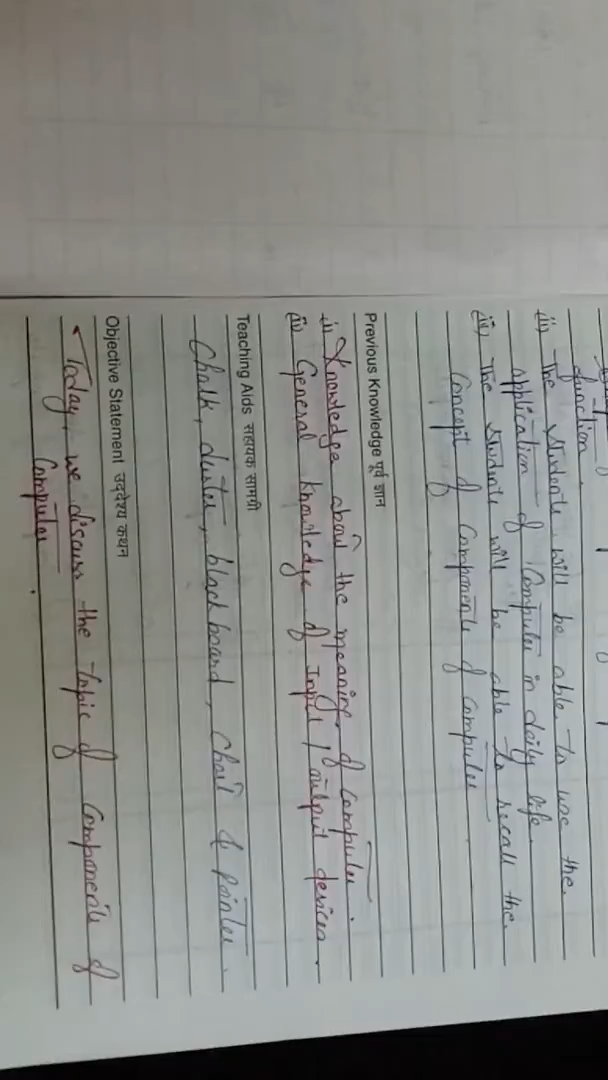 function.
ii) The students will be able to use the
application of Computer in daily life.
iii) The students will be able to recall the
Concept of Components of Computer
Previous Knowledge पूर्व ज्ञान
i) Knowledge about the meaning of Computer.
ii) General Knowledge of Input / output devices.
Teaching Aids सहायक सामग्री
Chalk, duster, blackboard, Chart & Pointer.
Objective Statement उद्देश्य कथन
Today, we discuss the topic of Components of
Computer.